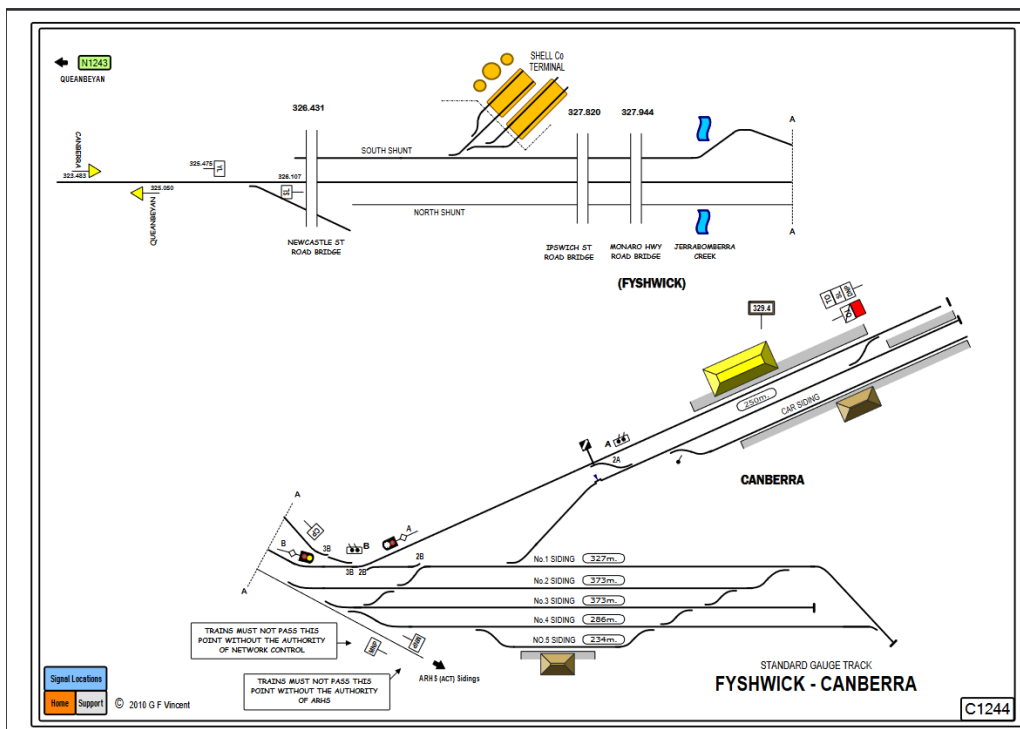 N1243
QUEANBEYAN
CANBERRA
323.483
325.050
QUEANBEYAN
325.475
YL
326.107
326.431
NEWCASTLE ST
ROAD BRIDGE
SHELL Co
TERMINAL
SOUTH SHUNT
NORTH SHUNT
327.820
327.944
IPSWICH ST
ROAD BRIDGE
MONARO HWY
ROAD BRIDGE
JERRABOMBERRA
CREEK
A
A
(FYSHWICK)
329.4
250m.
CAR SIDING
A
2A
CANBERRA
A
B
3B
B
A
3B
2B
2B
A
No.1 SIDING 327m.
No.2 SIDING 373m.
No.3 SIDING 373m.
No.4 SIDING 286m.
NO.5 SIDING 234m.
TRAINS MUST NOT PASS THIS
POINT WITHOUT THE AUTHORITY
OF NETWORK CONTROL
TRAINS MUST NOT PASS THIS
POINT WITHOUT THE AUTHORITY
OF ARHS
ARHS (ACT) Sidings
Signal Locations
Home
Support
© 2010 G F Vincent
STANDARD GAUGE TRACK
FYSHWICK - CANBERRA
C1244